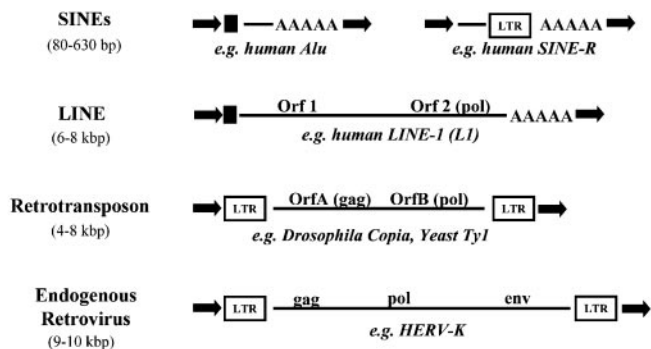 SINEs
(80-630 bp)
AAAAA
e.g. human Alu
LTR AAAAA
e.g. human SINE-R
LINE
(6-8 kbp)
Orf 1 Orf 2 (pol)
AAAAA
e.g. human LINE-1 (L1)
Retrotransposon
(4-8 kbp)
LTR OrfA (gag) OrfB (pol) LTR
e.g. Drosophila Copia, Yeast Ty1
Endogenous
Retrovirus
(9-10 kbp)
LTR gag pol env LTR
e.g. HERV-K